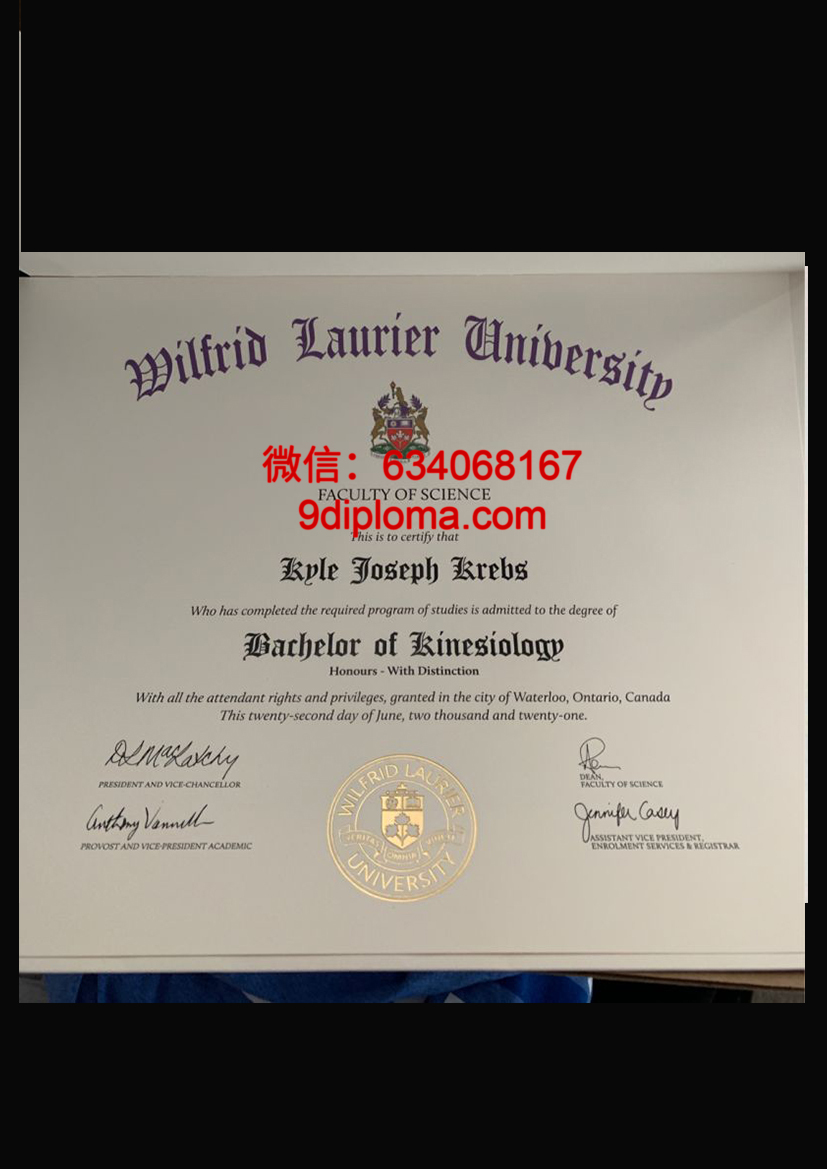 Wilfrid Laurier University
微信：634068167
FACULTY OF SCIENCE
9diploma.com
This is to certify that
Kyle Joseph Krebs
Who has completed the required program of studies is admitted to the degree of
Bachelor of Kinesiology
Honours - With Distinction
With all the attendant rights and privileges, granted in the city of Waterloo, Ontario, Canada
This twenty-second day of June, two thousand and twenty-one.
PRESIDENT AND VICE-CHANCELLOR
DEAN,
FACULTY OF SCIENCE
Anthony Vannelli
Jennifer Casey
PROVOST AND VICE-PRESIDENT ACADEMIC
ASSISTANT VICE PRESIDENT,
ENROLMENT SERVICES & REGISTRAR
WILFRID LAURIER
VERITAS OMNIA VINCIT
UNIVERSITY